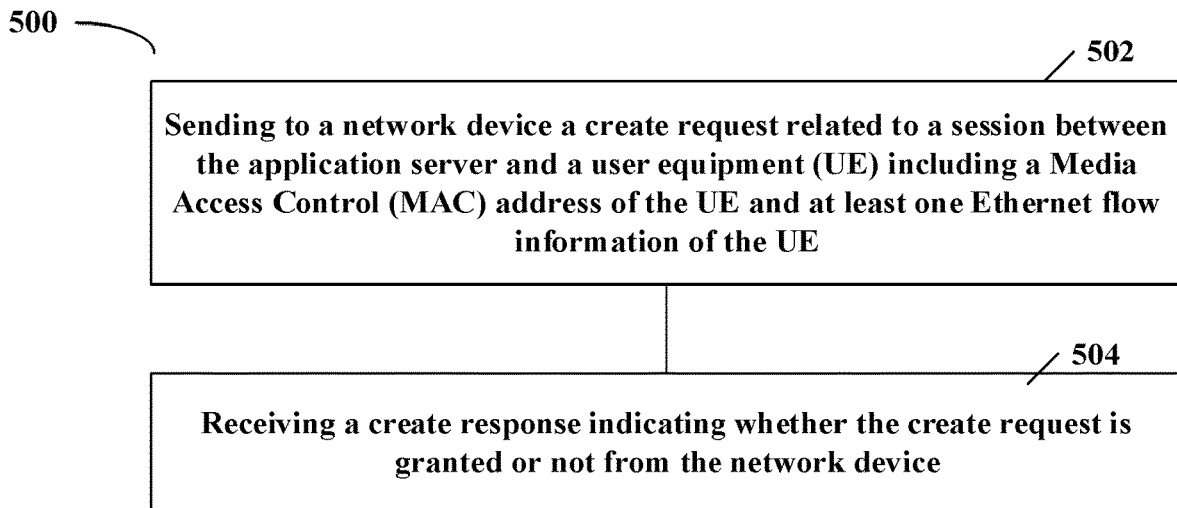 500
502
Sending to a network device a create request related to a session between
the application server and a user equipment (UE) including a Media
Access Control (MAC) address of the UE and at least one Ethernet flow
information of the UE
504
Receiving a create response indicating whether the create request is
granted or not from the network device